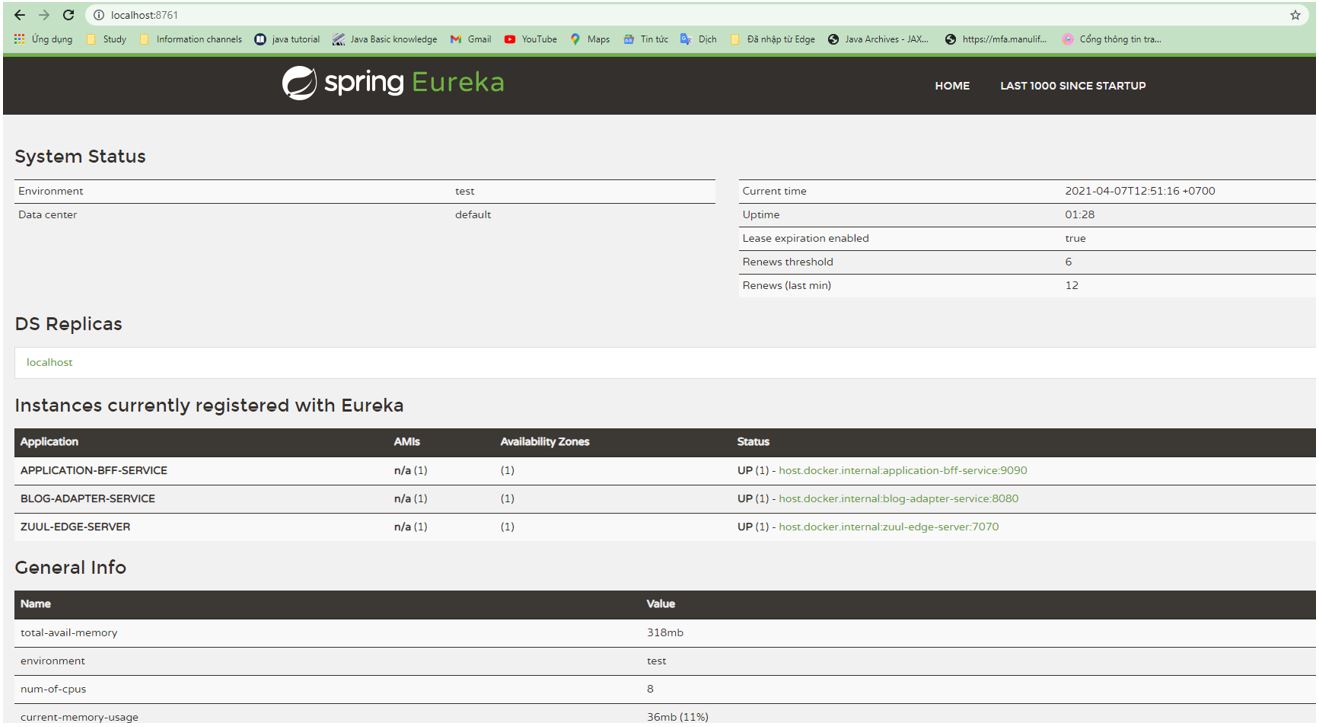 localhost:8761
Ứng dụng Study Information channels java tutorial Java Basic knowledge Gmail YouTube Maps Tin tức Dịch Đã nhập từ Edge Java Archives - JAX... https://mfa.manulif... Cổng thông tin tra...
spring Eureka
HOME LAST 1000 SINCE STARTUP
System Status
Environment test
Data center default
Current time 2021-04-07T12:51:16 +0700
Uptime 01:28
Lease expiration enabled true
Renews threshold 6
Renews (last min) 12
DS Replicas
localhost
Instances currently registered with Eureka
Application AMIs Availability Zones Status
APPLICATION-BFF-SERVICE n/a (1) (1) UP (1) - host.docker.internal:application-bff-service:9090
BLOG-ADAPTER-SERVICE n/a (1) (1) UP (1) - host.docker.internal:blog-adapter-service:8080
ZUUL-EDGE-SERVER n/a (1) (1) UP (1) - host.docker.internal:zuul-edge-server:7070
General Info
Name Value
total-avail-memory 318mb
environment test
num-of-cpus 8
current-memory-usage 36mb (11%)